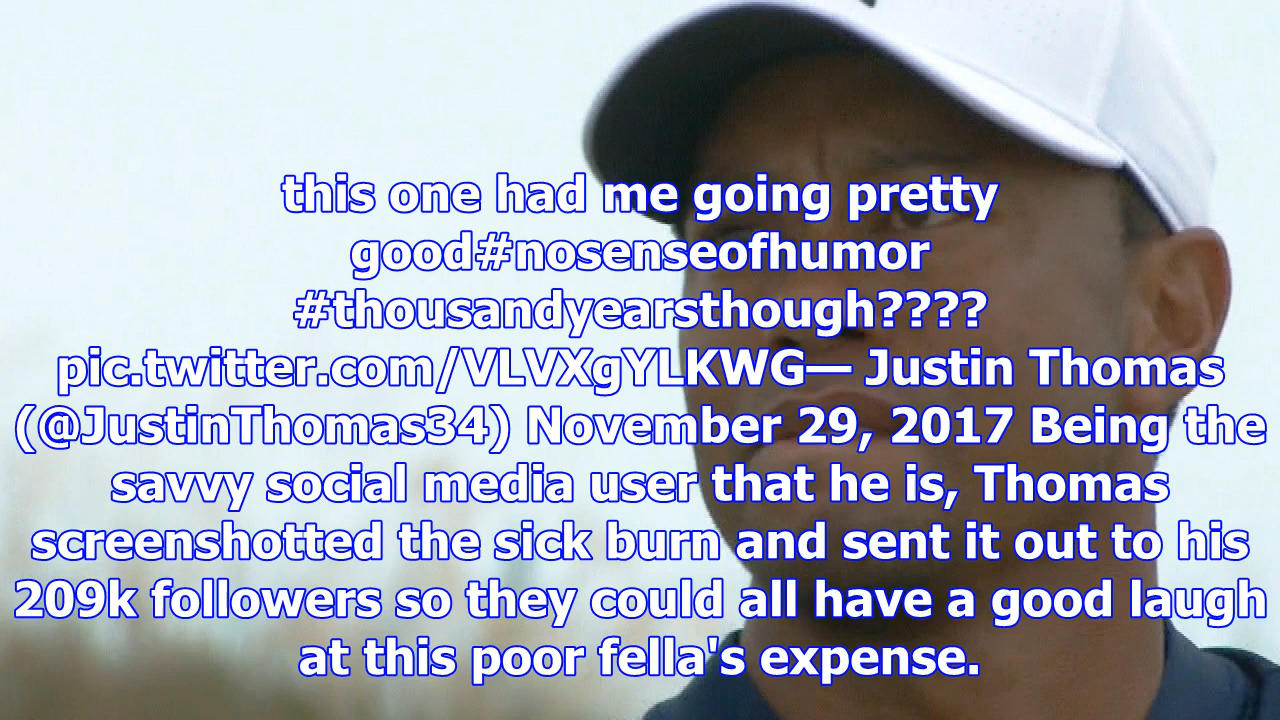 this one had me going pretty
good#nosenseofhumor
#thousandyearsthough????
pic.twitter.com/VLVXgYLKWG— Justin Thomas
(@JustinThomas34) November 29, 2017 Being the
savvy social media user that he is, Thomas
screenshotted the sick burn and sent it out to his
209k followers so they could all have a good laugh
at this poor fella's expense.